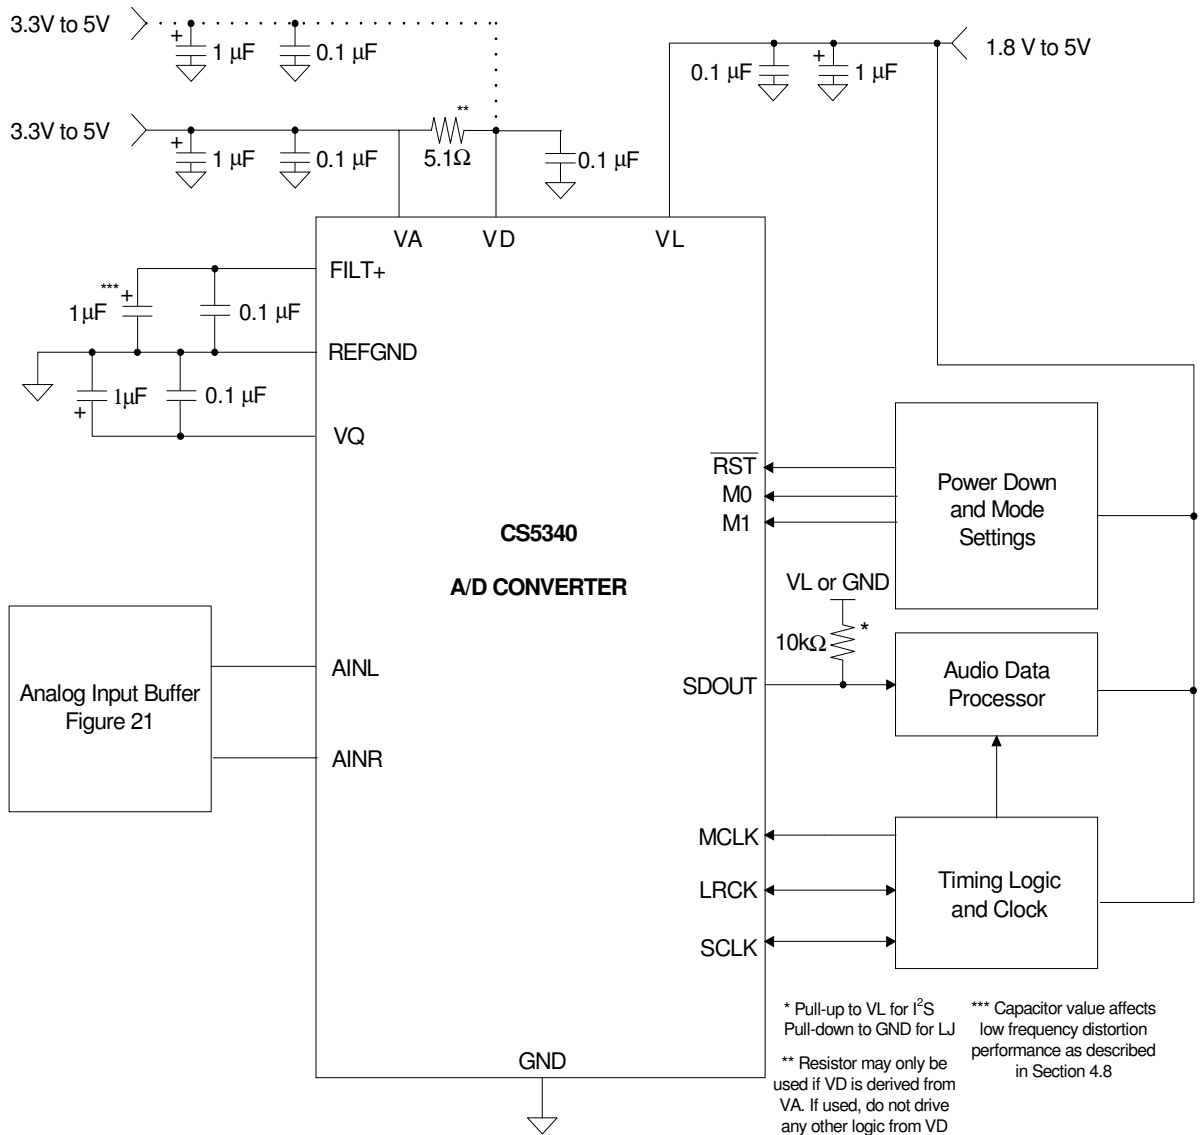 3.3V to 5V
+
1 µF
0.1 µF
0.1 µF
+
1 µF
1.8 V to 5V
3.3V to 5V
+
1 µF
0.1 µF
**
5.1Ω
0.1 µF
VA
VD
VL
FILT+
***
+
1µF
0.1 µF
REFGND
1µF
+
0.1 µF
VQ
RST
M0
M1
Power Down
and Mode
Settings
CS5340
A/D CONVERTER
VL or GND
*
10kΩ
Analog Input Buffer
Figure 21
AINL
AINR
SDOUT
Audio Data
Processor
MCLK
LRCK
SCLK
Timing Logic
and Clock
GND
* Pull-up to VL for I²S
Pull-down to GND for LJ
** Resistor may only be
used if VD is derived from
VA. If used, do not drive
any other logic from VD
*** Capacitor value affects
low frequency distortion
performance as described
in Section 4.8